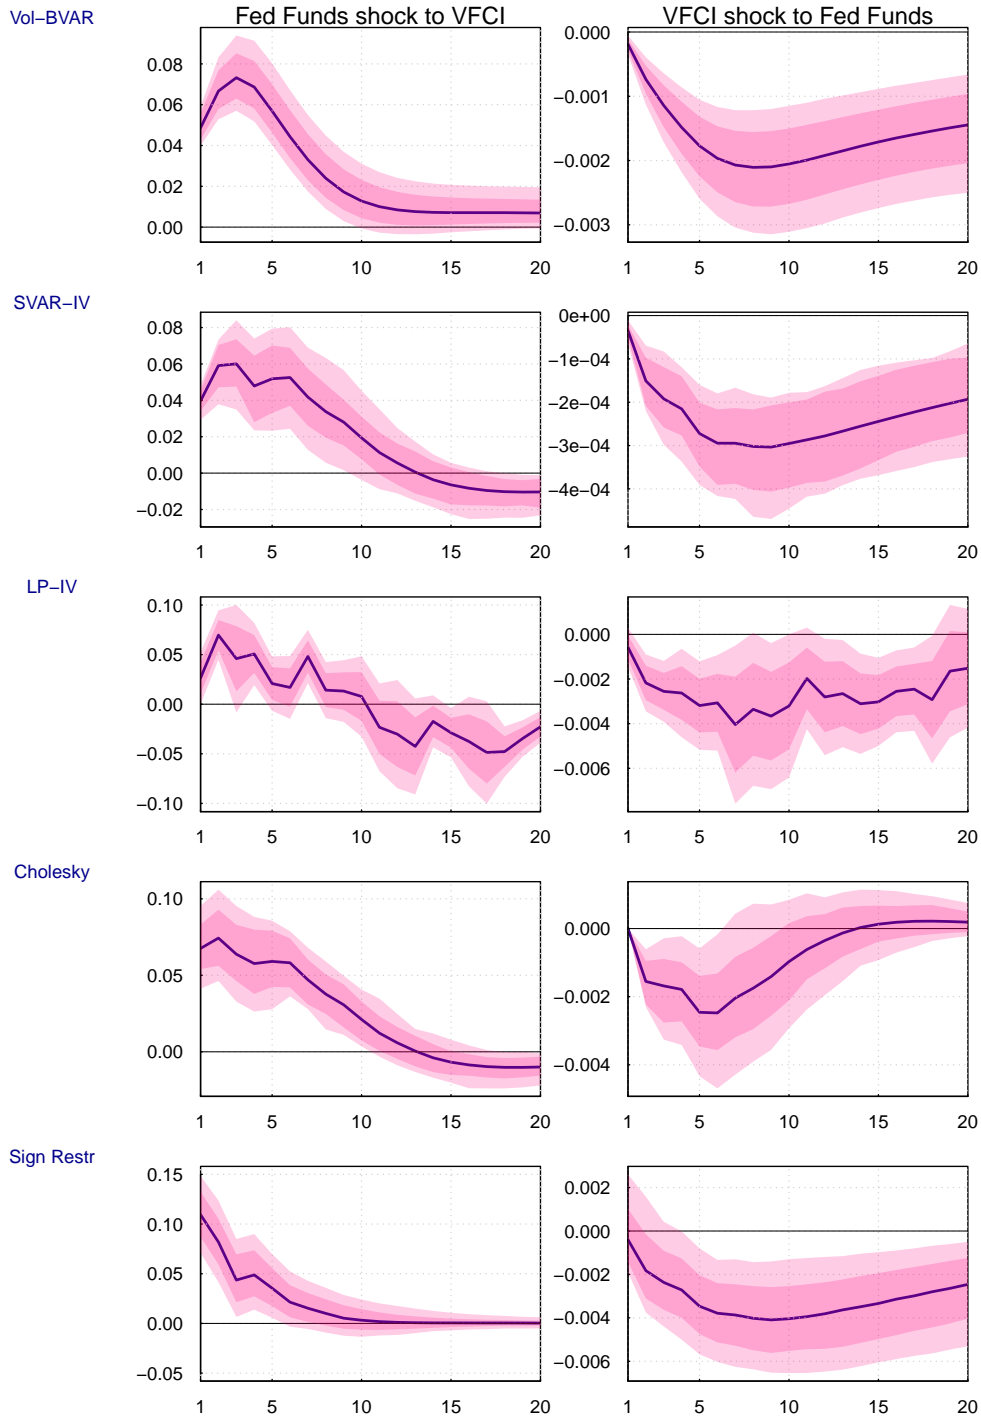 Vol−BVAR
Fed Funds shock to VFCI
VFCI shock to Fed Funds
0.08
0.06
0.04
0.02
0.00
1 5 10 15 20
0.000
−0.001
−0.002
−0.003
1 5 10 15 20
SVAR−IV
0.08
0.06
0.04
0.02
0.00
−0.02
1 5 10 15 20
0e+00
−1e−04
−2e−04
−3e−04
−4e−04
1 5 10 15 20
LP−IV
0.10
0.05
0.00
−0.05
−0.10
1 5 10 15 20
0.000
−0.002
−0.004
−0.006
1 5 10 15 20
Cholesky
0.10
0.05
0.00
1 5 10 15 20
0.000
−0.002
−0.004
1 5 10 15 20
Sign Restr
0.15
0.10
0.05
0.00
−0.05
1 5 10 15 20
0.002
0.000
−0.002
−0.004
−0.006
1 5 10 15 20